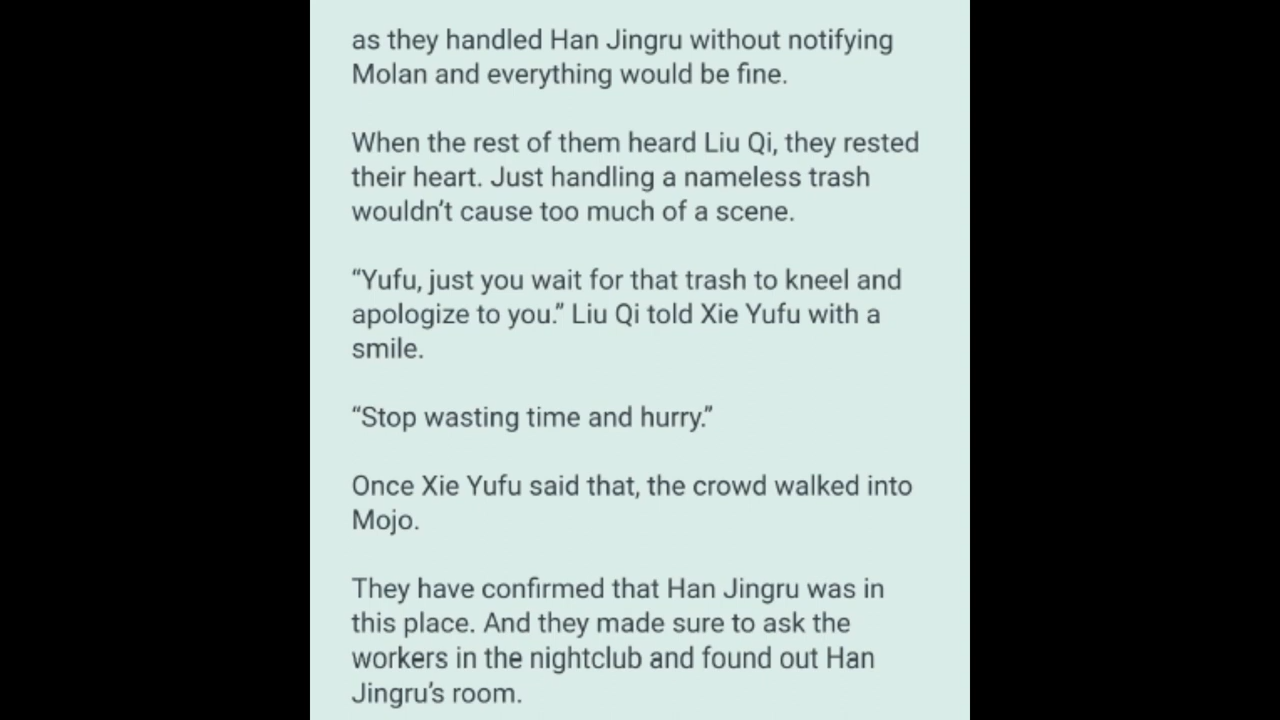 as they handled Han Jingru without notifying
Molan and everything would be fine.
When the rest of them heard Liu Qi, they rested
their heart. Just handling a nameless trash
wouldn’t cause too much of a scene.
“Yufu, just you wait for that trash to kneel and
apologize to you.” Liu Qi told Xie Yufu with a
smile.
“Stop wasting time and hurry.”
Once Xie Yufu said that, the crowd walked into
Mojo.
They have confirmed that Han Jingru was in
this place. And they made sure to ask the
workers in the nightclub and found out Han
Jingru’s room.